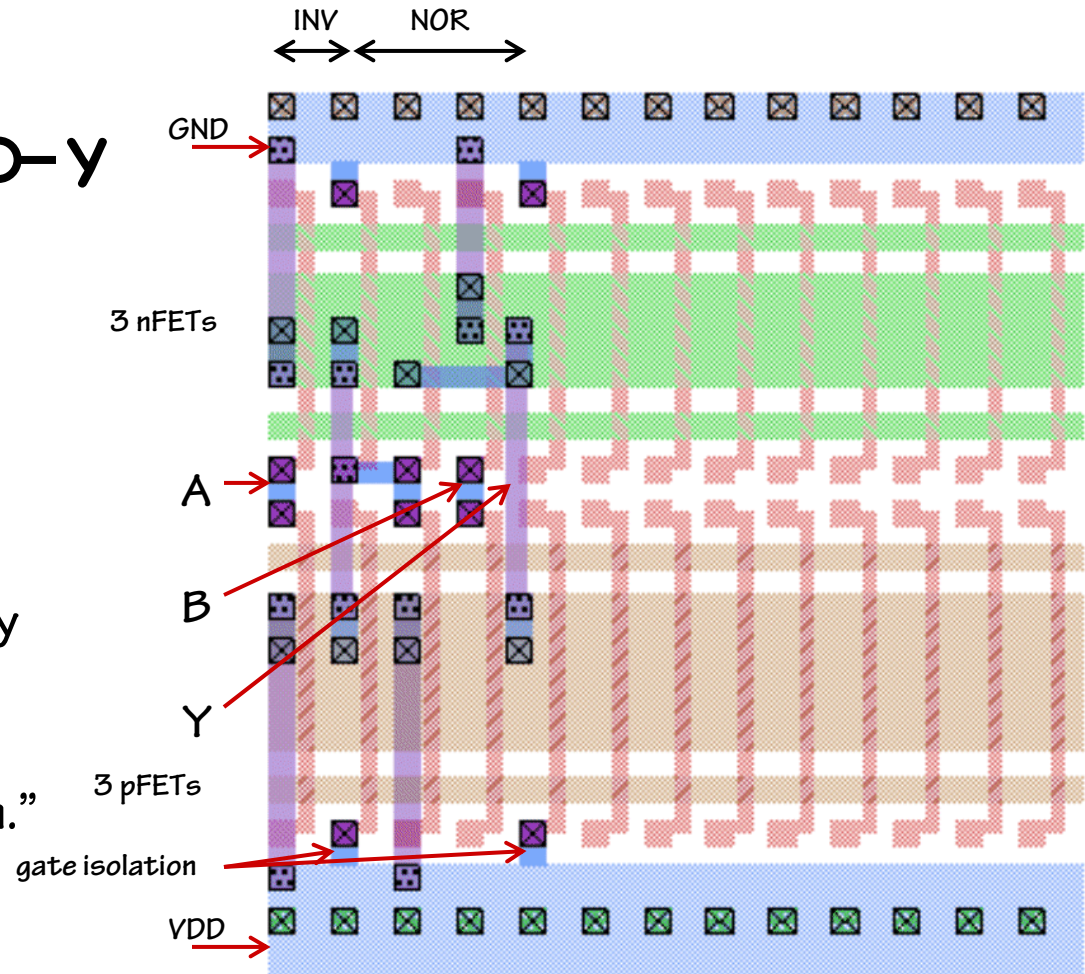 INV
NOR
GND
y
3 nFETs
A
B
y
Y
3 pFETs
.”
gate isolation
VDD